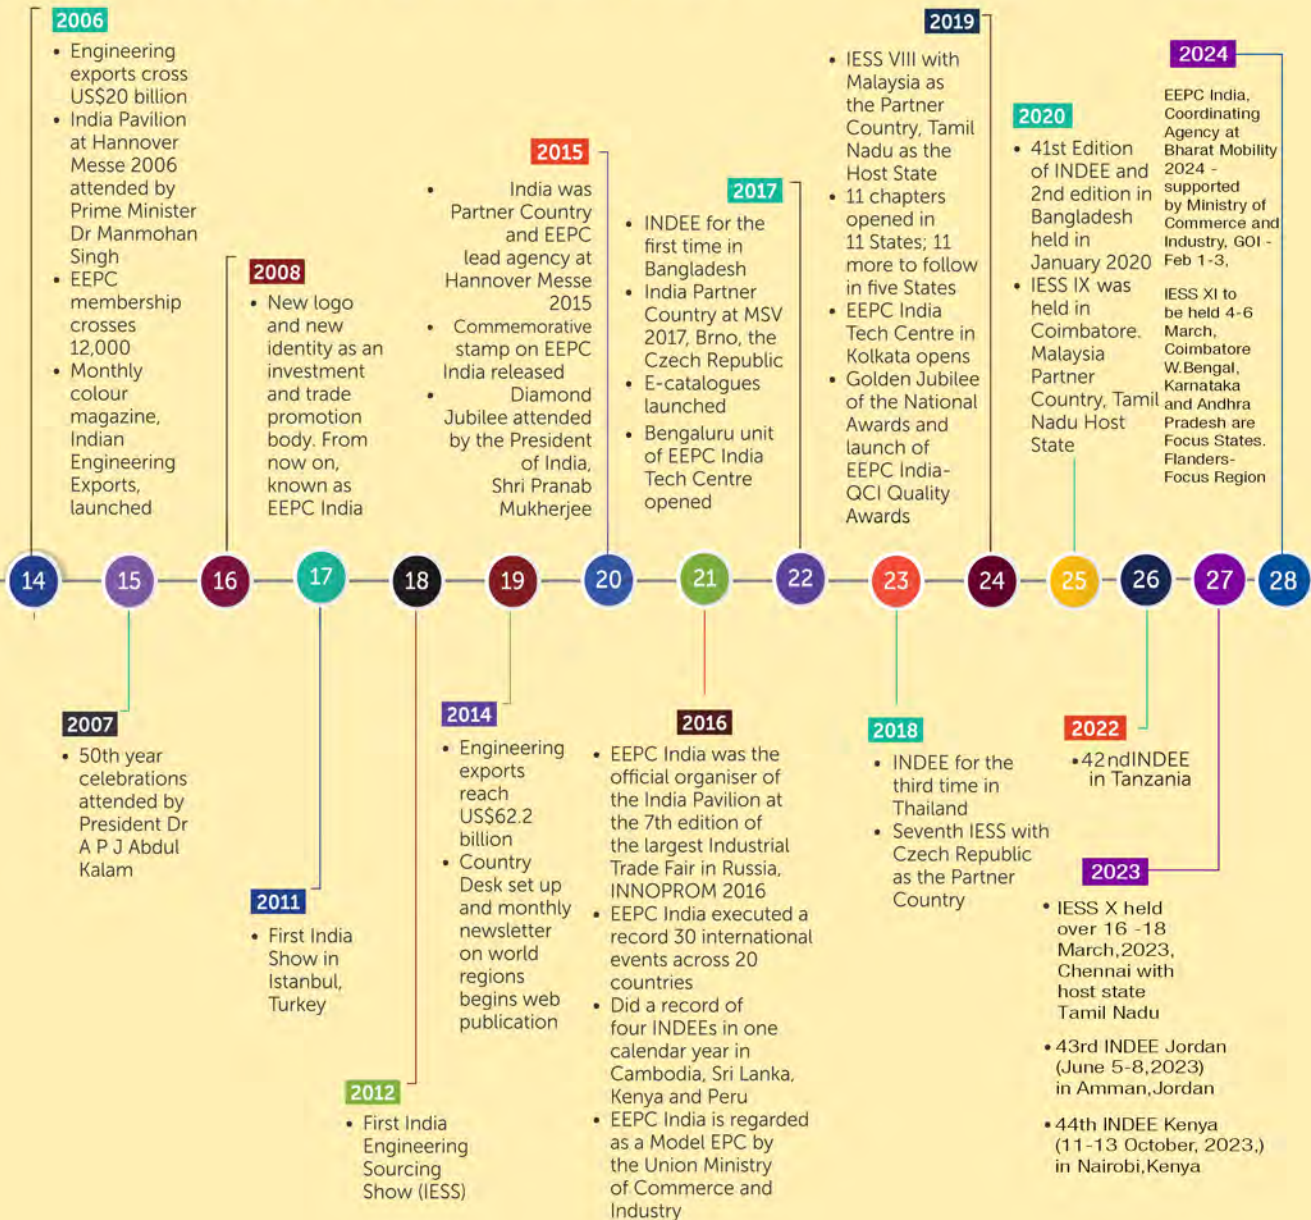 2006
• Engineering
exports cross
US$20 billion
• India Pavilion
at Hannover
Messe 2006
attended by
Prime Minister
Dr Manmohan
Singh
• EEPC
membership
crosses
12,000
• Monthly
colour
magazine,
Indian
Engineering
Exports,
launched
2008
• New logo
and new
identity as an
investment
and trade
promotion
body. From
now on,
known as
EEPC India
2015
• India was
Partner Country
and EEPC
lead agency at
Hannover Messe
2015
• Commemorative
stamp on EEPC
India released
• Diamond
Jubilee attended
by the President
of India,
Shri Pranab
Mukherjee
2017
• INDEE for the
first time in
Bangladesh
• India Partner
Country at MSV
2017, Brno, the
Czech Republic
• E-catalogues
launched
• Bengaluru unit
of EEPC India
Tech Centre
opened
2019
• IESS VIII with
Malaysia as
the Partner
Country, Tamil
Nadu as the
Host State
• 11 chapters
opened in
11 States; 11
more to follow
in five States
• EEPC India
Tech Centre in
Kolkata opens
• Golden Jubilee
of the National
Awards and
launch of
EEPC India-
QCI Quality
Awards
2020
• 41st Edition
of INDEE and
2nd edition in
Bangladesh
held in
January 2020
• IESS IX was
held in
Coimbatore.
Malaysia
Partner
Country, Tamil
Nadu Host
State
2024
EEPC India,
Coordinating
Agency at
Bharat Mobility
2024 -
supported
by Ministry of
Commerce and
Industry, GOI -
Feb 1-3,
IESS XI to
be held 4-6
March,
Coimbatore
W.Bengal,
Karnataka
and Andhra
Pradesh are
Focus States.
Flanders-
Focus Region
14 15 16 17 18 19 20 21 22 23 24 25 26 27 28
2007
• 50th year
celebrations
attended by
President Dr
A P J Abdul
Kalam
2011
• First India
Show in
Istanbul,
Turkey
2012
• First India
Engineering
Sourcing
Show (IESS)
2014
• Engineering
exports
reach
US$62.2
billion
• Country
Desk set up
and monthly
newsletter
on world
regions
begins web
publication
2016
• EEPC India was the
official organiser of
the India Pavilion at
the 7th edition of
the largest Industrial
Trade Fair in Russia,
INNOPROM 2016
• EEPC India executed a
record 30 international
events across 20
countries
• Did a record of
four INDEEs in one
calendar year in
Cambodia, Sri Lanka,
Kenya and Peru
• EEPC India is regarded
as a Model EPC by
the Union Ministry
of Commerce and
Industry
2018
• INDEE for the
third time in
Thailand
• Seventh IESS with
Czech Republic
as the Partner
Country
2022
• 42ndINDEE
in Tanzania
2023
• IESS X held
over 16 -18
March,2023,
Chennai with
host state
Tamil Nadu
• 43rd INDEE Jordan
(June 5-8,2023)
in Amman,Jordan
• 44th INDEE Kenya
(11-13 October, 2023,)
in Nairobi,Kenya